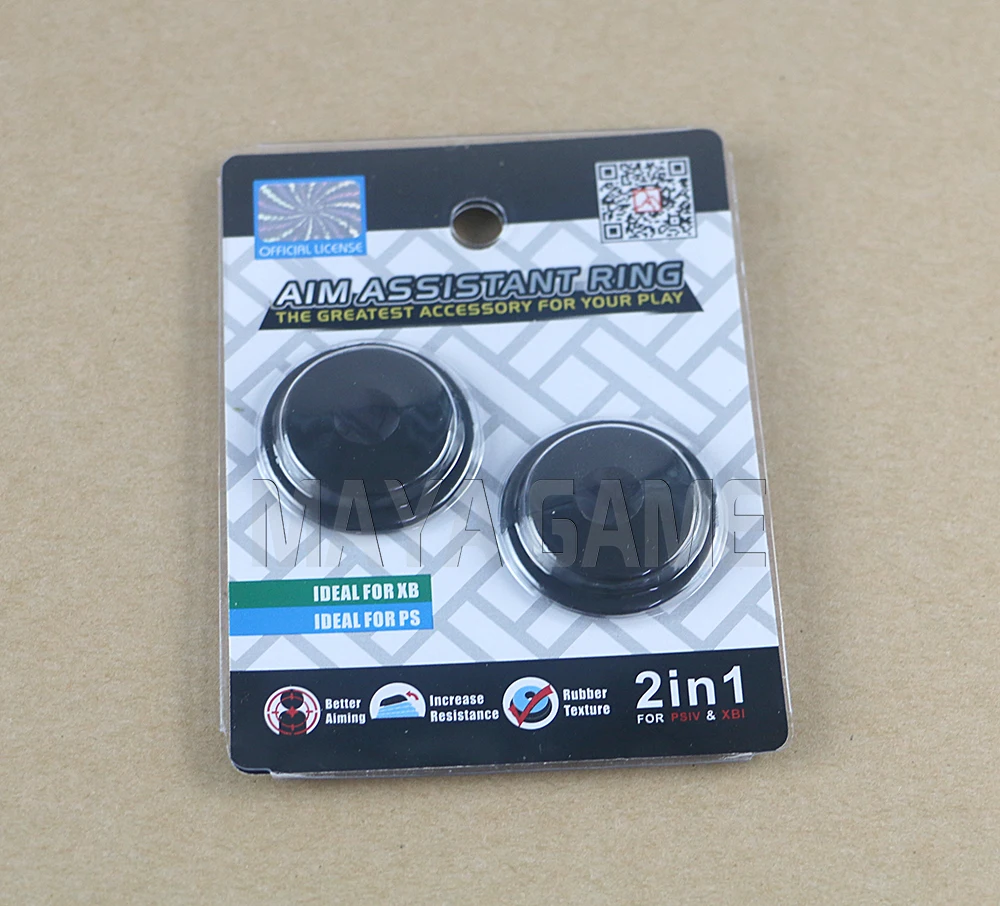 OFFICIAL LICENSE
AIM ASSISTANT RING
THE GREATEST ACCESSORY FOR YOUR PLAY
MAYAGAME
IDEAL FOR XB
IDEAL FOR PS
Better
Aiming
Increase
Resistance
Rubber
Texture
2in1
FOR PSIV & XBI